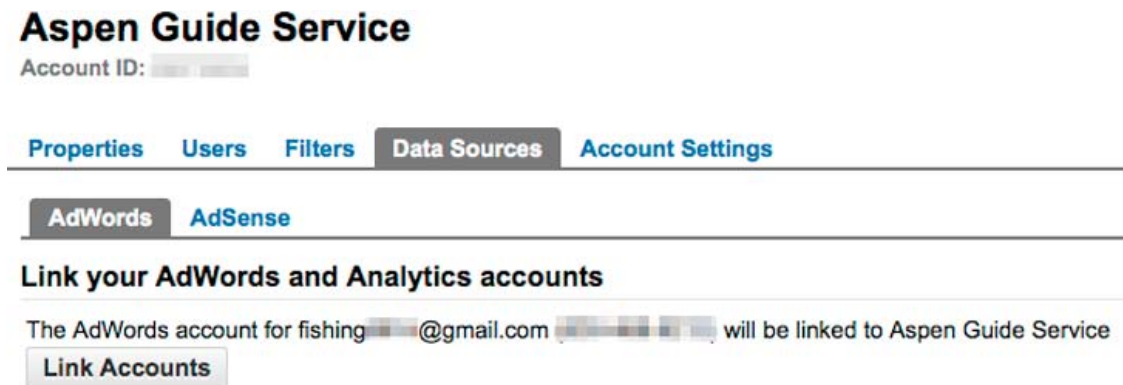 Aspen Guide Service
Account ID:
Properties Users Filters Data Sources Account Settings
AdWords AdSense
Link your AdWords and Analytics accounts
The AdWords account for fishing @gmail.com will be linked to Aspen Guide Service
Link Accounts